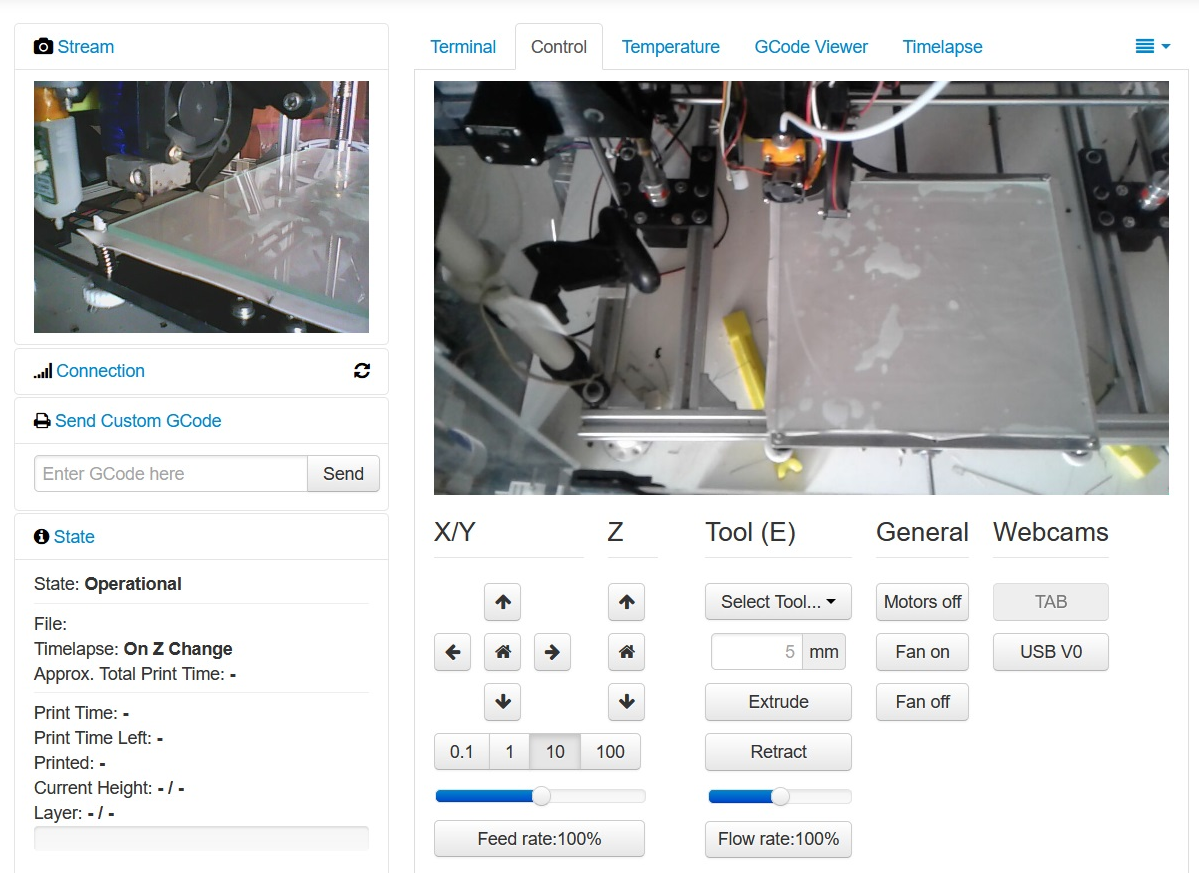 Stream
Connection
Send Custom GCode
Enter GCode here Send
State
State: Operational
File:
Timelapse: On Z Change
Approx. Total Print Time: -
Print Time: -
Print Time Left: -
Printed: -
Current Height: - / -
Layer: - / -
Terminal Control Temperature GCode Viewer Timelapse
X/Y Z Tool (E) General Webcams
Select Tool... Motors off TAB
5 mm Fan on USB V0
Extrude Fan off
0.1 1 10 100 Retract
Feed rate:100% Flow rate:100%